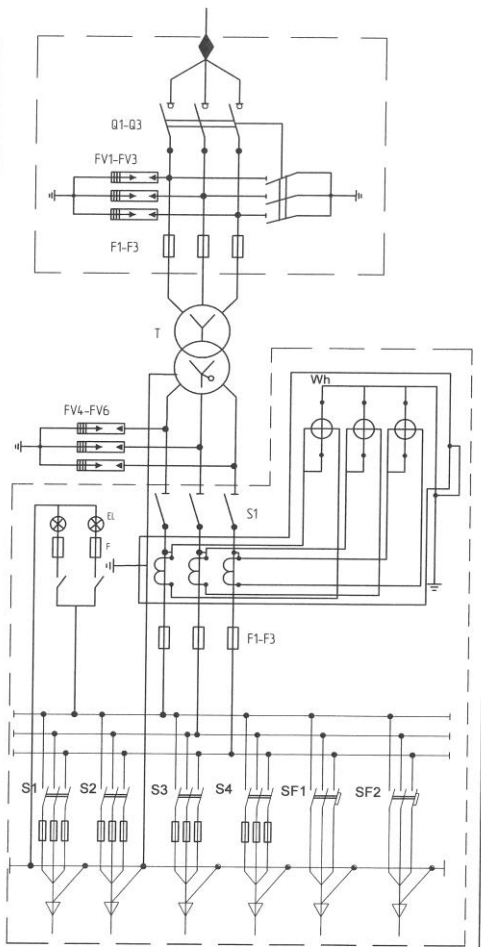 Q1-Q3
FV1-FV3
F1-F3
T
Wh
FV4-FV6
S1
EL
F
F1-F3
S1 S2 S3 S4 SF1 SF2